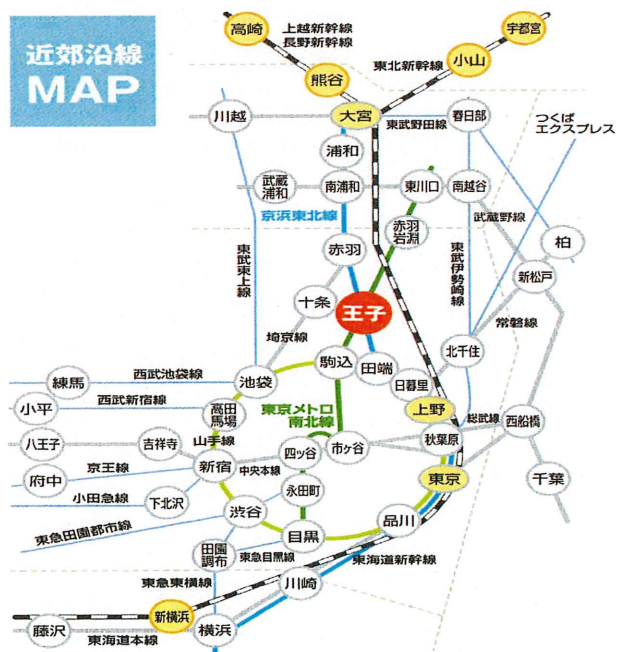 近郊沿線
MAP
高崎
上越新幹線
長野新幹線
宇都宮
熊谷
東北新幹線
小山
大宮
川越
東武野田線
春日部
つくば
エクスプレス
浦和
武蔵
浦和
南浦和
東川口
南越谷
京浜東北線
武蔵野線
赤羽
岩淵
柏
東武東上線
赤羽
東武伊勢崎線
新松戸
十条
王子
常磐線
埼京線
北千住
駒込
田端
西武池袋線
練馬
池袋
日暮里
西武新宿線
小平
高田
馬場
東京メトロ
南北線
上野
総武線
西船橋
八王子
吉祥寺
山手線
四ッ谷
市ヶ谷
秋葉原
京王線
新宿
中央本線
府中
永田町
東京
千葉
小田急線
下北沢
渋谷
品川
東急田園都市線
目黒
田園
調布
東急目黒線
東海道新幹線
東急東横線
川崎
新横浜
藤沢
東海道本線
横浜